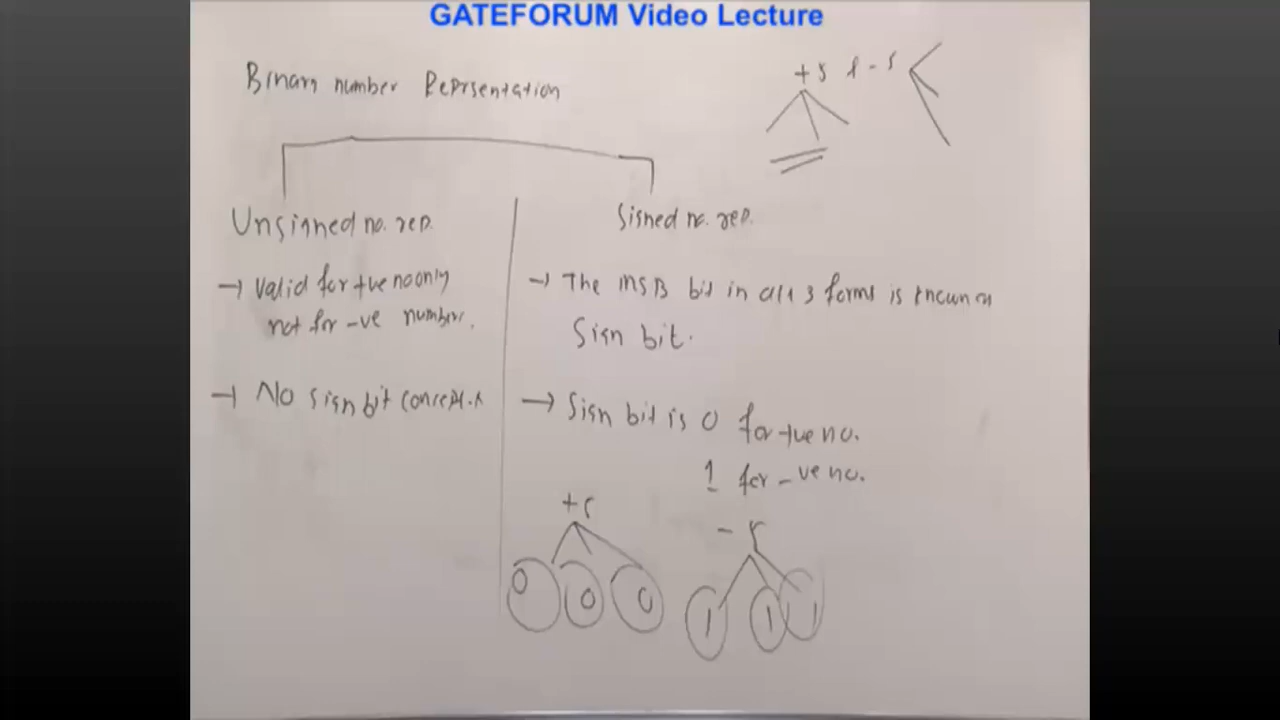 GATEFORUM Video Lecture
Binary number Reprsentation
+5 & -5
Unsigned no. rep.
Signed no. rep.
→ Valid for +ve no only
not for -ve number.
→ No sign bit concept.
→ The MSB bit in all 3 forms is known as
Sign bit.
→ Sign bit is 0 for +ve no.
1 for -ve no.
+5
0 0 0
-5
1 1 1